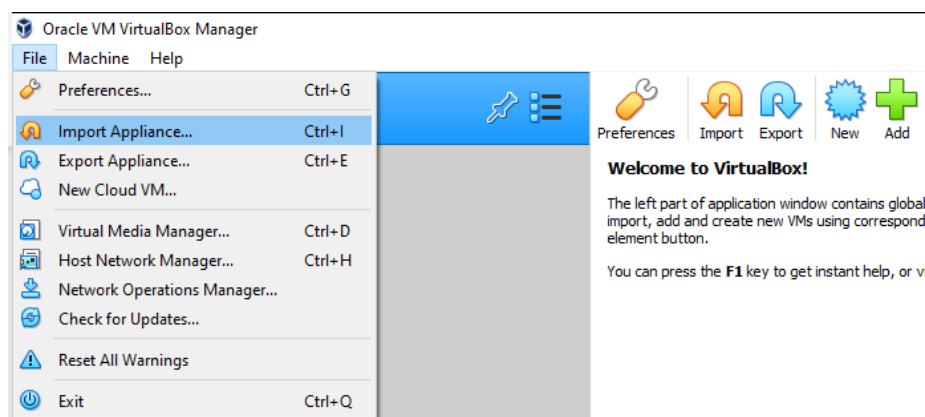 Oracle VM VirtualBox Manager
File Machine Help
Preferences... Ctrl+G
Import Appliance... Ctrl+I
Export Appliance... Ctrl+E
New Cloud VM...
Virtual Media Manager... Ctrl+D
Host Network Manager... Ctrl+H
Network Operations Manager...
Check for Updates...
Reset All Warnings
Exit Ctrl+Q
Preferences Import Export New Add
Welcome to VirtualBox!
The left part of application window contains global
import, add and create new VMs using correspond
element button.
You can press the F1 key to get instant help, or